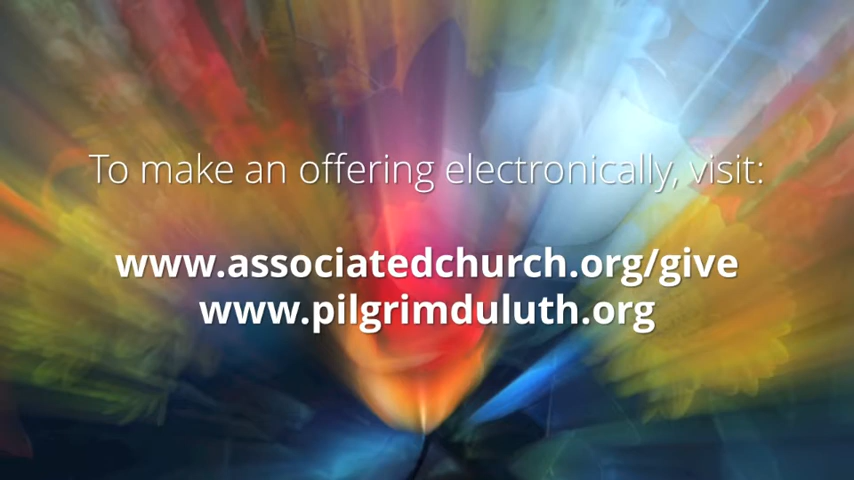 To make an offering electronically, visit:
www.associatedchurch.org/give
www.pilgrimduluth.org